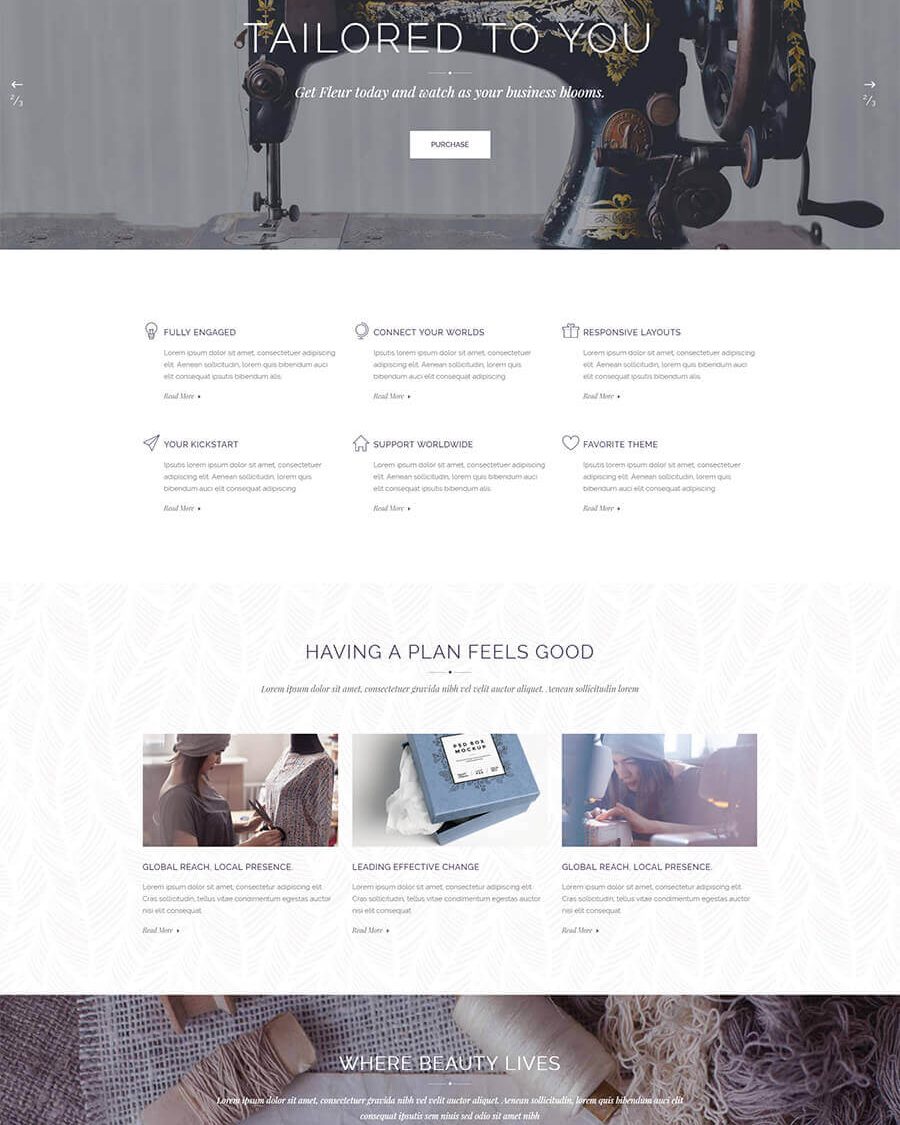 TAILORED TO YOU
Get Fleur today and watch as your business blooms.
2/3
2/3
PURCHASE
FULLY ENGAGED
Lorem ipsum dolor sit amet, consectetuer adipiscing
elit. Aenean sollicitudin, lorem quis bibendum auci
elit consequat ipsutis bibendum alis.
Read More
CONNECT YOUR WORLDS
Ipsutis lorem ipsum dolor sit amet, consectetuer
adipiscing elit. Aenean sollicitudin, lorem quis
bibendum auci elit consequat adipiscing
Read More
RESPONSIVE LAYOUTS
Lorem ipsum dolor sit amet, consectetuer adipiscing
elit. Aenean sollicitudin, lorem quis bibendum auci
elit consequat ipsutis bibendum alis.
Read More
YOUR KICKSTART
Ipsutis lorem ipsum dolor sit amet, consectetuer
adipiscing elit. Aenean sollicitudin, lorem quis
bibendum auci elit consequat adipiscing
Read More
SUPPORT WORLDWIDE
Lorem ipsum dolor sit amet, consectetuer adipiscing
elit. Aenean sollicitudin, lorem quis bibendum auci
elit consequat ipsutis bibendum alis.
Read More
FAVORITE THEME
Ipsutis lorem ipsum dolor sit amet, consectetuer
adipiscing elit. Aenean sollicitudin, lorem quis
bibendum auci elit consequat adipiscing
Read More
HAVING A PLAN FEELS GOOD
Lorem ipsum dolor sit amet, consectetuer gravida nibh vel velit auctor aliquet. Aenean sollicitudin lorem
PSD BOX
MOCKUP
GLOBAL REACH, LOCAL PRESENCE.
Lorem ipsum dolor sit amet, consectetur adipiscing elit.
Cras sollicitudin, tellus vitae condimentum egestas auctor
nisi elit consequat
Read More
LEADING EFFECTIVE CHANGE
Lorem ipsum dolor sit amet, consectetur adipiscing elit.
Cras sollicitudin, tellus vitae condimentum egestas auctor
nisi elit consequat
Read More
GLOBAL REACH, LOCAL PRESENCE.
Lorem ipsum dolor sit amet, consectetur adipiscing elit.
Cras sollicitudin, tellus vitae condimentum egestas auctor
nisi elit consequat
Read More
WHERE BEAUTY LIVES
Lorem ipsum dolor sit amet, consectetuer gravida nibh vel velit auctor aliquet. Aenean sollicitudin, lorem quis bibendum auci elit
consequat ipsutis sem niuis sed odio sit amet nibh